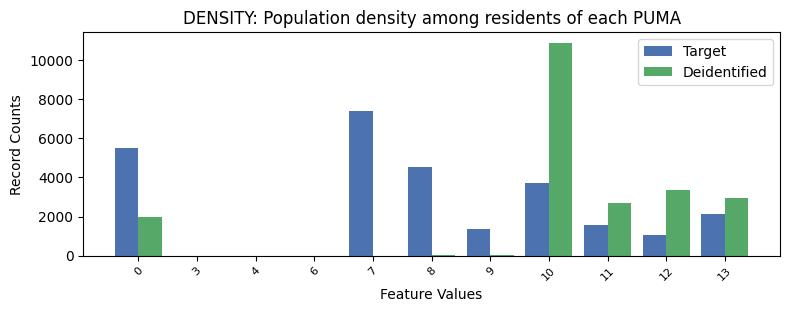 DENSITY: Population density among residents of each PUMA
Target
Deidentified
Record Counts
10000
8000
6000
4000
2000
0
0 3 4 6 7 8 9 10 11 12 13
Feature Values